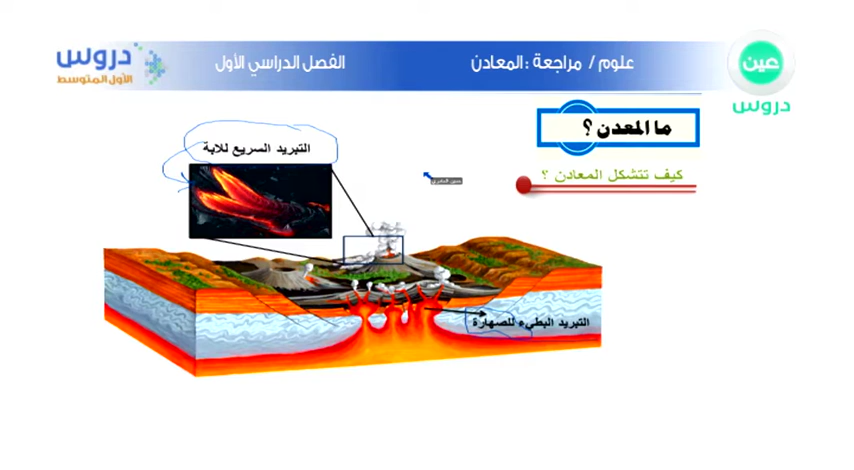 علوم / مراجعة : المعادن
الفصل الدراسي الأول
دروس
الأول المتوسط
عين
دروس
ما المعدن ؟
كيف تتشكل المعادن ؟
التبريد السريع للابة
التبريد البطيء للصهارة